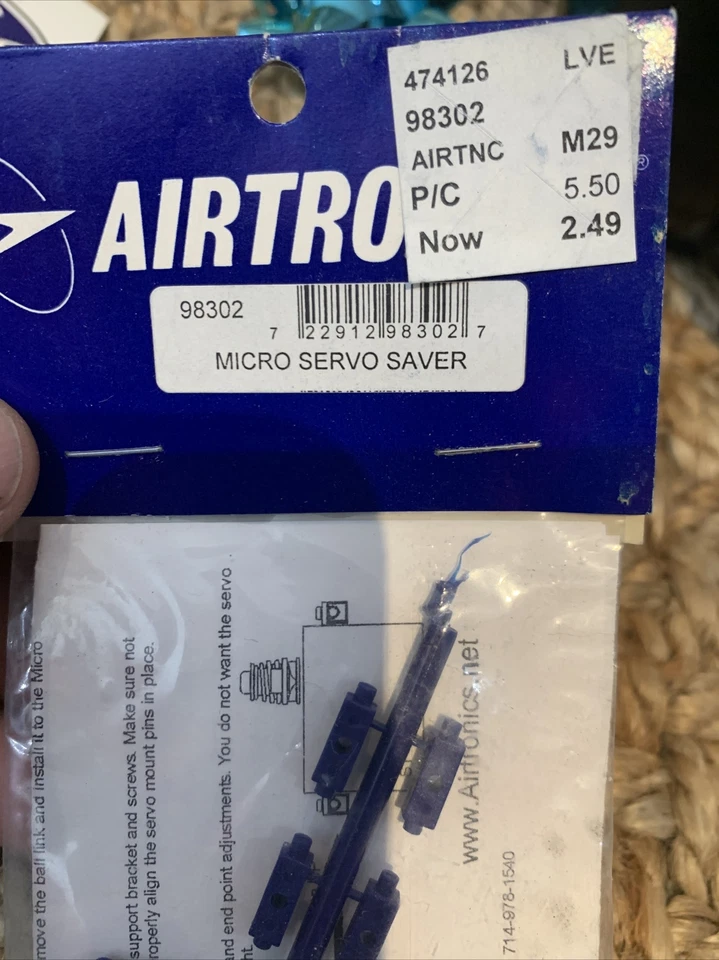 474126 LVE
98302
AIRTNC M29
P/C 5.50
Now 2.49
AIRTRO
®
98302
7 22912 98302 7
MICRO SERVO SAVER
move the ball link and install it to the Micro
support bracket and screws. Make sure not
roperly align the servo mount pins in place.
and end point adjustments. You do not want the servo
ht.
www.Airtronics.net
714-978-1540